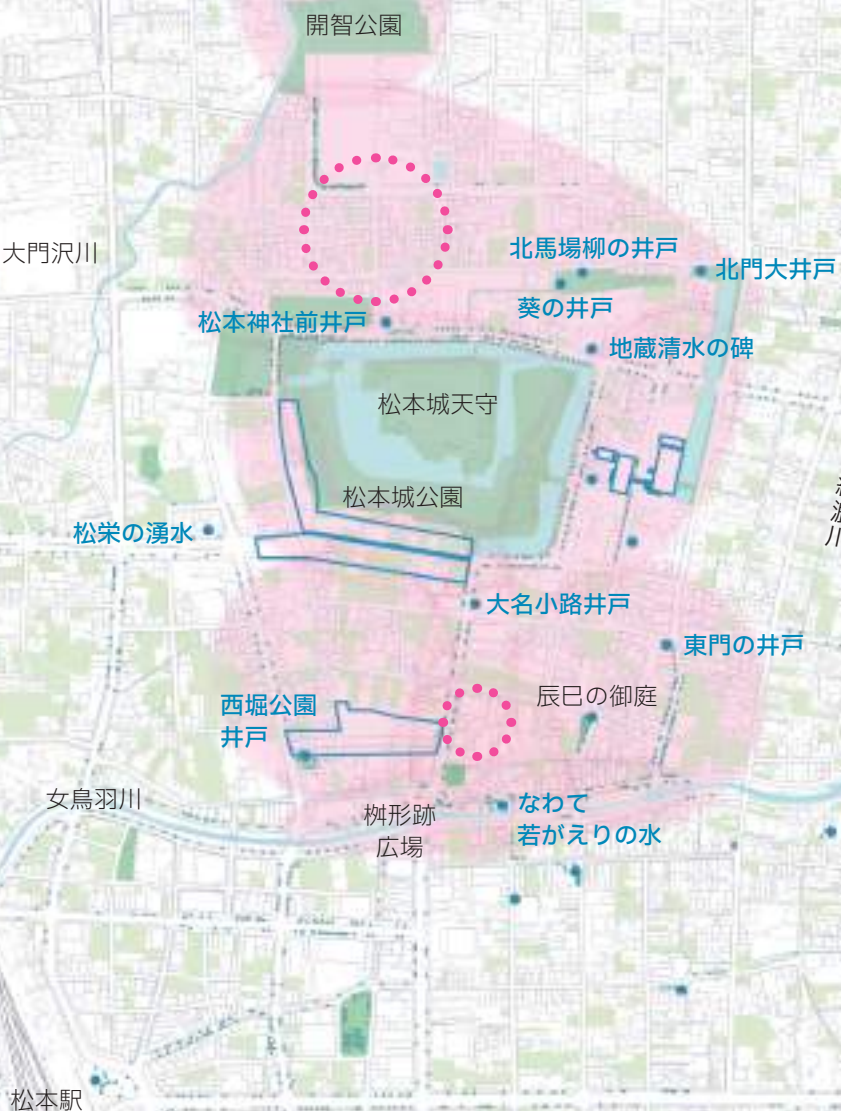 開智公園
大門沢川
北馬場柳の井戸
北門大井戸
葵の井戸
松本神社前井戸
地蔵清水の碑
松本城天守
松本城公園
松栄の湧水
大名小路井戸
東門の井戸
辰巳の御庭
西堀公園
井戸
女鳥羽川
桝形跡
広場
なわて
若がえりの水
松本駅